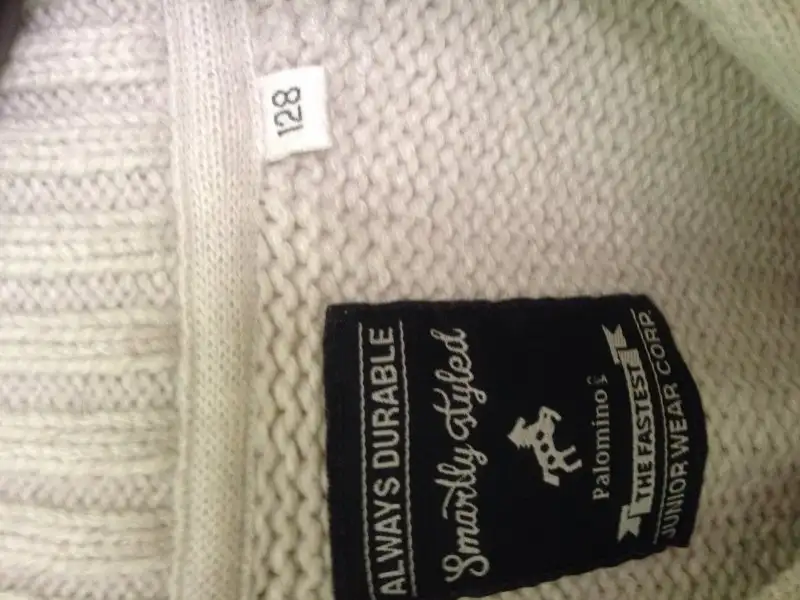 128
ALWAYS DURABLE
Smartly styled
Palomino
THE FASTEST
JUNIOR WEAR CORP.